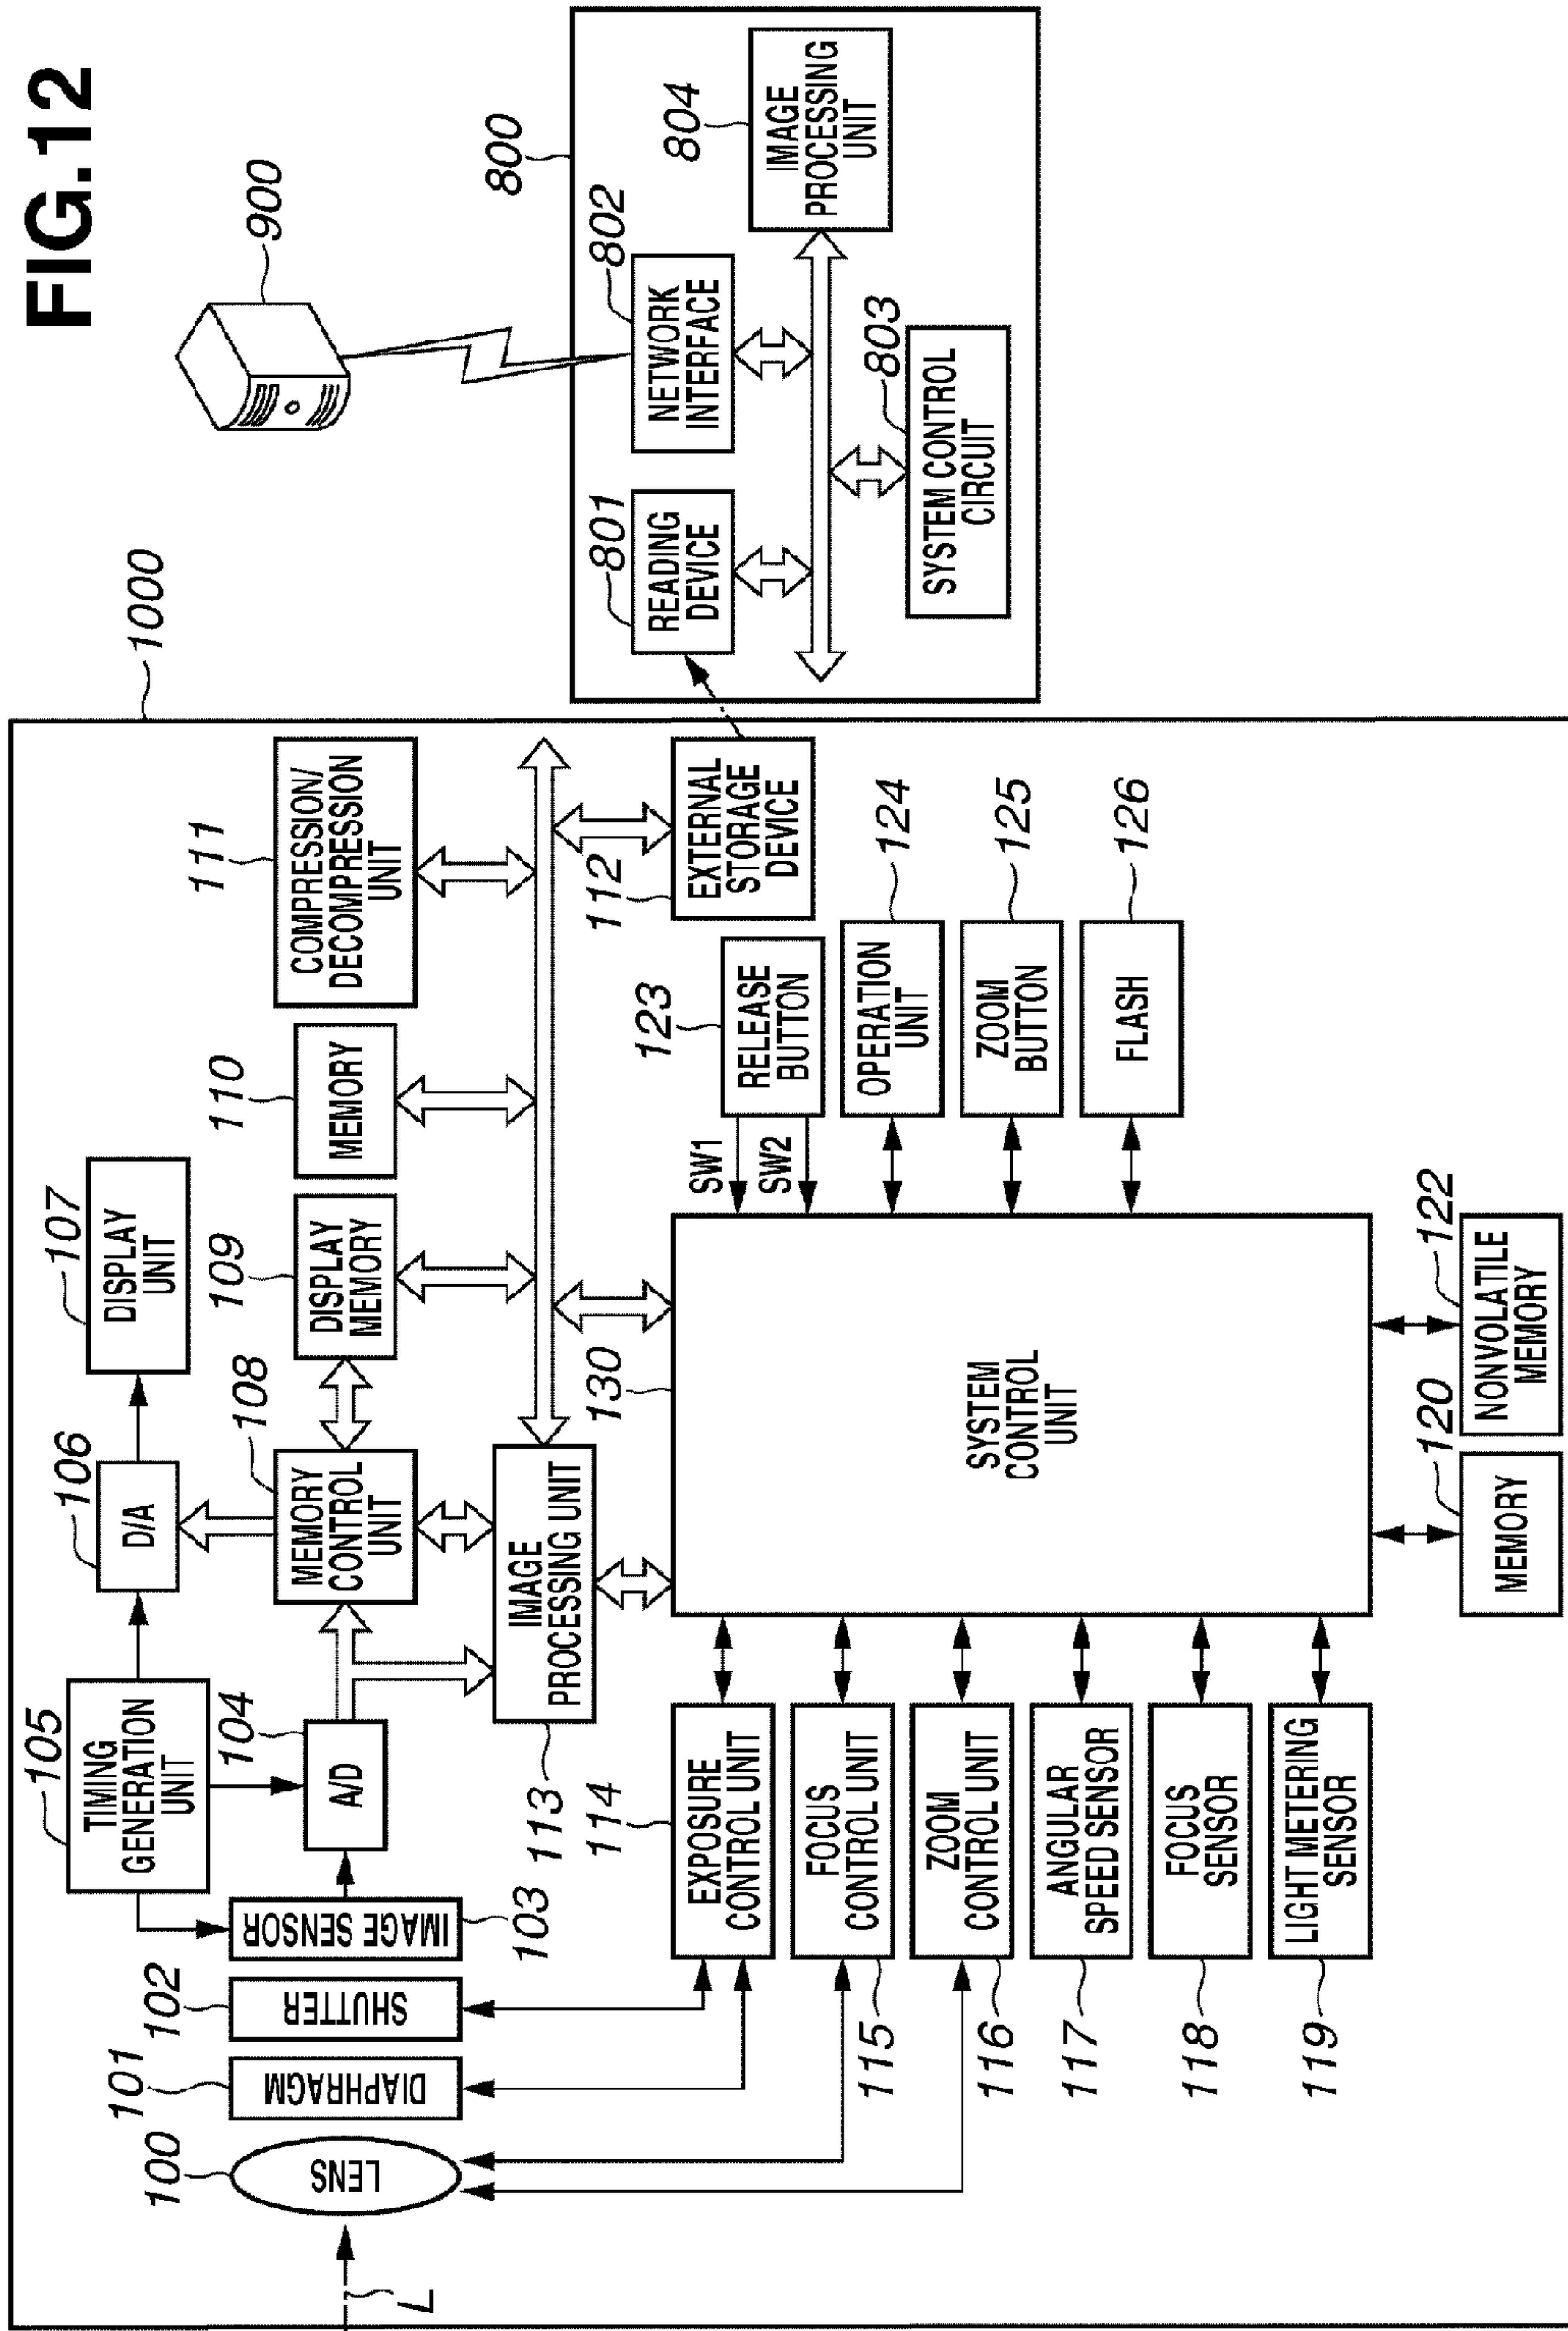 FIG.12
1000
105
TIMING
GENERATION
UNIT
106
D/A
107
DISPLAY
UNIT
104
A/D
108
MEMORY
CONTROL
UNIT
109
DISPLAY
MEMORY
110
MEMORY
111
COMPRESSION/
DECOMPRESSION
UNIT
L
100
LENS
101
DIAPHRAGM
102
SHUTTER
103
IMAGE SENSOR
113
IMAGE
PROCESSING UNIT
112
EXTERNAL
STORAGE
DEVICE
114
EXPOSURE
CONTROL UNIT
115
FOCUS
CONTROL UNIT
116
ZOOM
CONTROL UNIT
117
ANGULAR
SPEED SENSOR
118
FOCUS
SENSOR
119
LIGHT METERING
SENSOR
130
SYSTEM
CONTROL
UNIT
SW1
SW2
123
RELEASE
BUTTON
124
OPERATION
UNIT
125
ZOOM
BUTTON
126
FLASH
120
MEMORY
122
NONVOLATILE
MEMORY
900
800
801
READING
DEVICE
802
NETWORK
INTERFACE
803
SYSTEM CONTROL
CIRCUIT
804
IMAGE
PROCESSING
UNIT